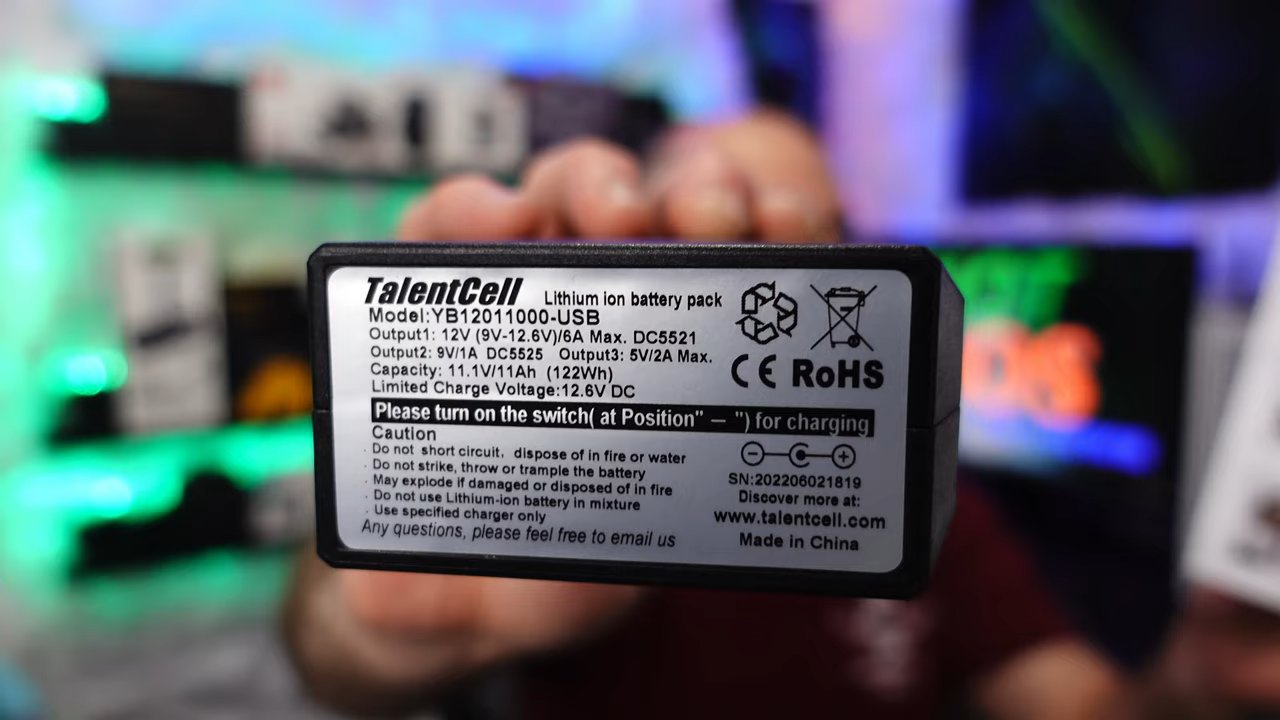 TalentCell Lithium ion battery pack
Model:YB12011000-USB
Output1: 12V (9V-12.6V)/6A Max. DC5521
Output2: 9V/1A DC5525 Output3: 5V/2A Max.
Capacity: 11.1V/11Ah (122Wh)
Limited Charge Voltage:12.6V DC
CE RoHS
Please turn on the switch( at Position" — ") for charging
Caution
· Do not short circuit, dispose of in fire or water
· Do not strike, throw or trample the battery
· May explode if damaged or disposed of in fire
· Do not use Lithium-ion battery in mixture
· Use specified charger only
Any questions, please feel free to email us
SN:202206021819
Discover more at:
www.talentcell.com
Made in China